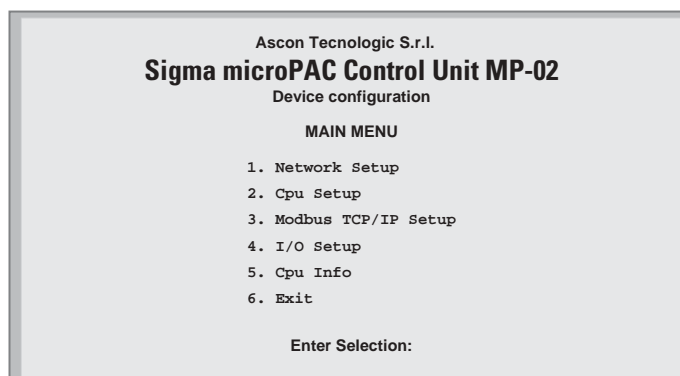 Ascon Tecnologic S.r.l.
Sigma microPAC Control Unit MP-02
Device configuration
MAIN MENU
1. Network Setup
2. Cpu Setup
3. Modbus TCP/IP Setup
4. I/O Setup
5. Cpu Info
6. Exit
Enter Selection: